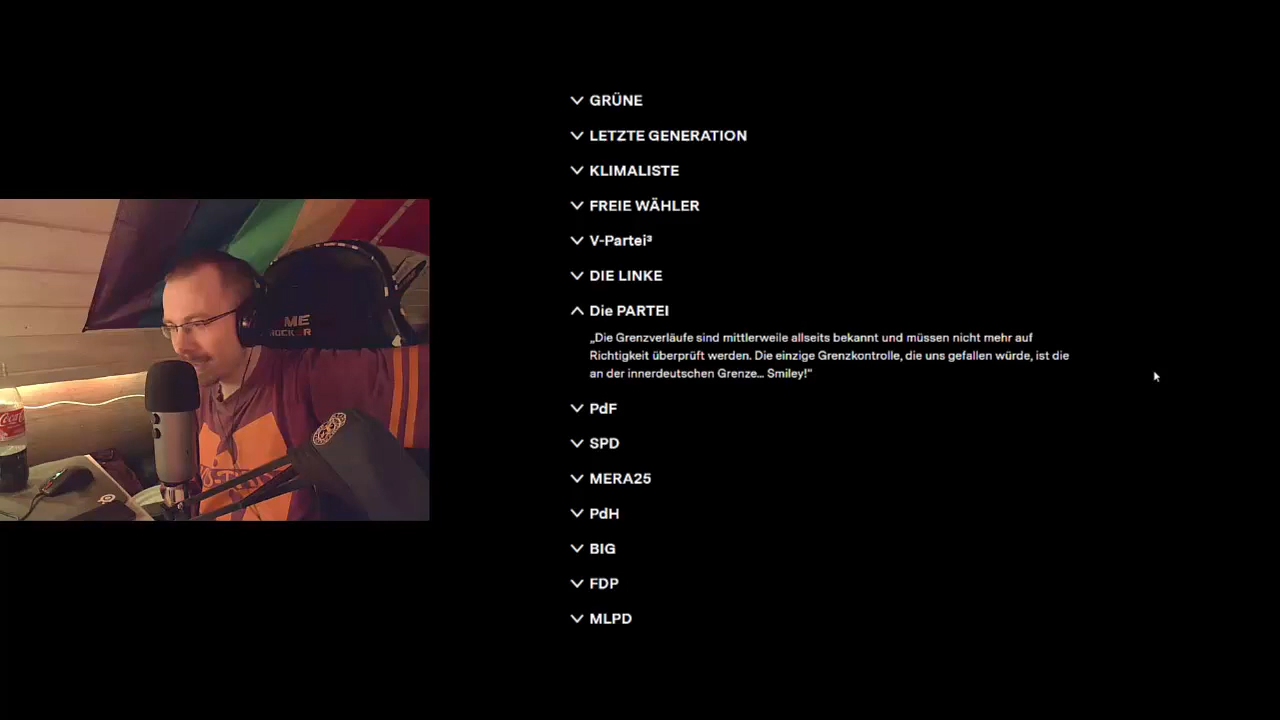 GRÜNE
LETZTE GENERATION
KLIMALISTE
FREIE WÄHLER
V-Partei³
DIE LINKE
Die PARTEI
„Die Grenzverläufe sind mittlerweile allseits bekannt und müssen nicht mehr auf
Richtigkeit überprüft werden. Die einzige Grenzkontrolle, die uns gefallen würde, ist die
an der innerdeutschen Grenze... Smiley!“
PdF
SPD
MERA25
PdH
BIG
FDP
MLPD
ME